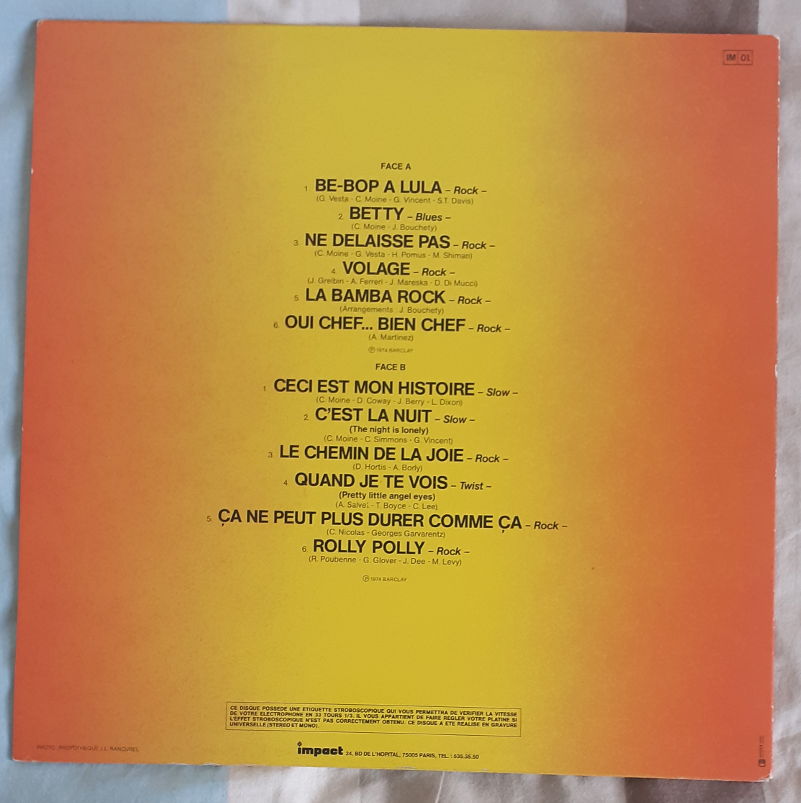 IM 01
FACE A
1. BE-BOP A LULA – Rock –
(G. Vesta - C. Moine - G. Vincent - S.T. Davis)
2. BETTY – Blues –
(C. Moine - J. Bouchety)
3. NE DELAISSE PAS – Rock –
(C. Moine - G. Vesta - H. Pomus - M. Shiman)
4. VOLAGE – Rock –
(J. Grelbin - A. Ferreri - J. Mareska - D. Di Mucci)
5. LA BAMBA ROCK – Rock –
(Arrangements J. Bouchety)
6. OUI CHEF... BIEN CHEF – Rock –
(A. Martinez)
Ⓟ 1974 BARCLAY
FACE B
1. CECI EST MON HISTOIRE – Slow –
(C. Moine - D. Coway - J. Berry - L. Dixon)
2. C'EST LA NUIT – Slow –
(The night is lonely)
(C. Moine - C. Simmons - G. Vincent)
3. LE CHEMIN DE LA JOIE – Rock –
(D. Hortis - A. Borly)
4. QUAND JE TE VOIS – Twist –
(Pretty little angel eyes)
(A. Salvet - T. Boyce - C. Lee)
5. ÇA NE PEUT PLUS DURER COMME ÇA – Rock –
(C. Nicolas - Georges Garvarentz)
6. ROLLY POLLY – Rock –
(R. Poubenne - G. Glover - J. Dee - M. Levy)
Ⓟ 1974 BARCLAY
CE DISQUE POSSEDE UNE ETIQUETTE STROBOSCOPIQUE QUI VOUS PERMETTRA DE VERIFIER LA VITESSE
DE VOTRE ELECTROPHONE EN 33 TOURS 1/3. IL VOUS APPARTIENT DE FAIRE REGLER VOTRE PLATINE SI
L'EFFET STROBOSCOPIQUE N'EST PAS CORRECTEMENT OBTENU. CE DISQUE A ETE REALISE EN GRAVURE
UNIVERSELLE (STEREO ET MONO).
impact 24, BD DE L'HOPITAL, 75005 PARIS, TEL. : 535.35.50
PHOTO : PHOTOTHEQUE J.L. RANCUREL